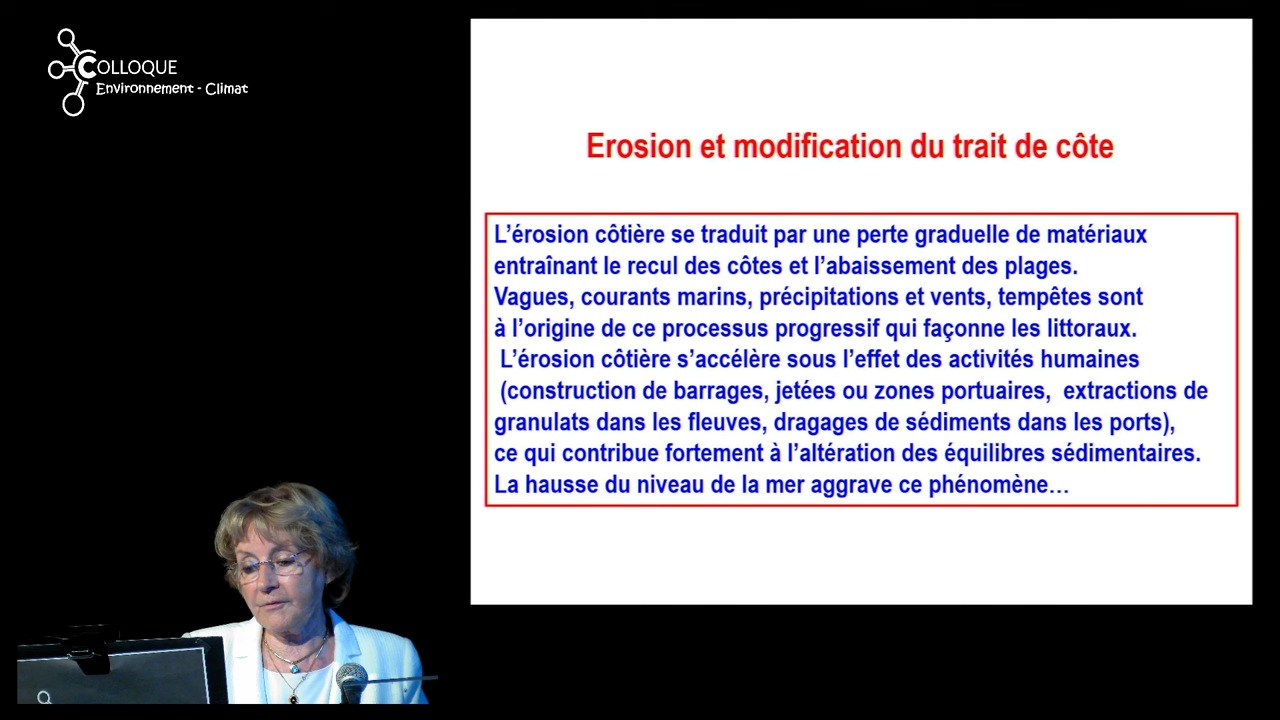 COLLOQUE
Environnement - Climat
Erosion et modification du trait de côte
L’érosion côtière se traduit par une perte graduelle de matériaux
entraînant le recul des côtes et l’abaissement des plages.
Vagues, courants marins, précipitations et vents, tempêtes sont
à l’origine de ce processus progressif qui façonne les littoraux.
L’érosion côtière s’accélère sous l’effet des activités humaines
(construction de barrages, jetées ou zones portuaires, extractions de
granulats dans les fleuves, dragages de sédiments dans les ports),
ce qui contribue fortement à l’altération des équilibres sédimentaires.
La hausse du niveau de la mer aggrave ce phénomène…